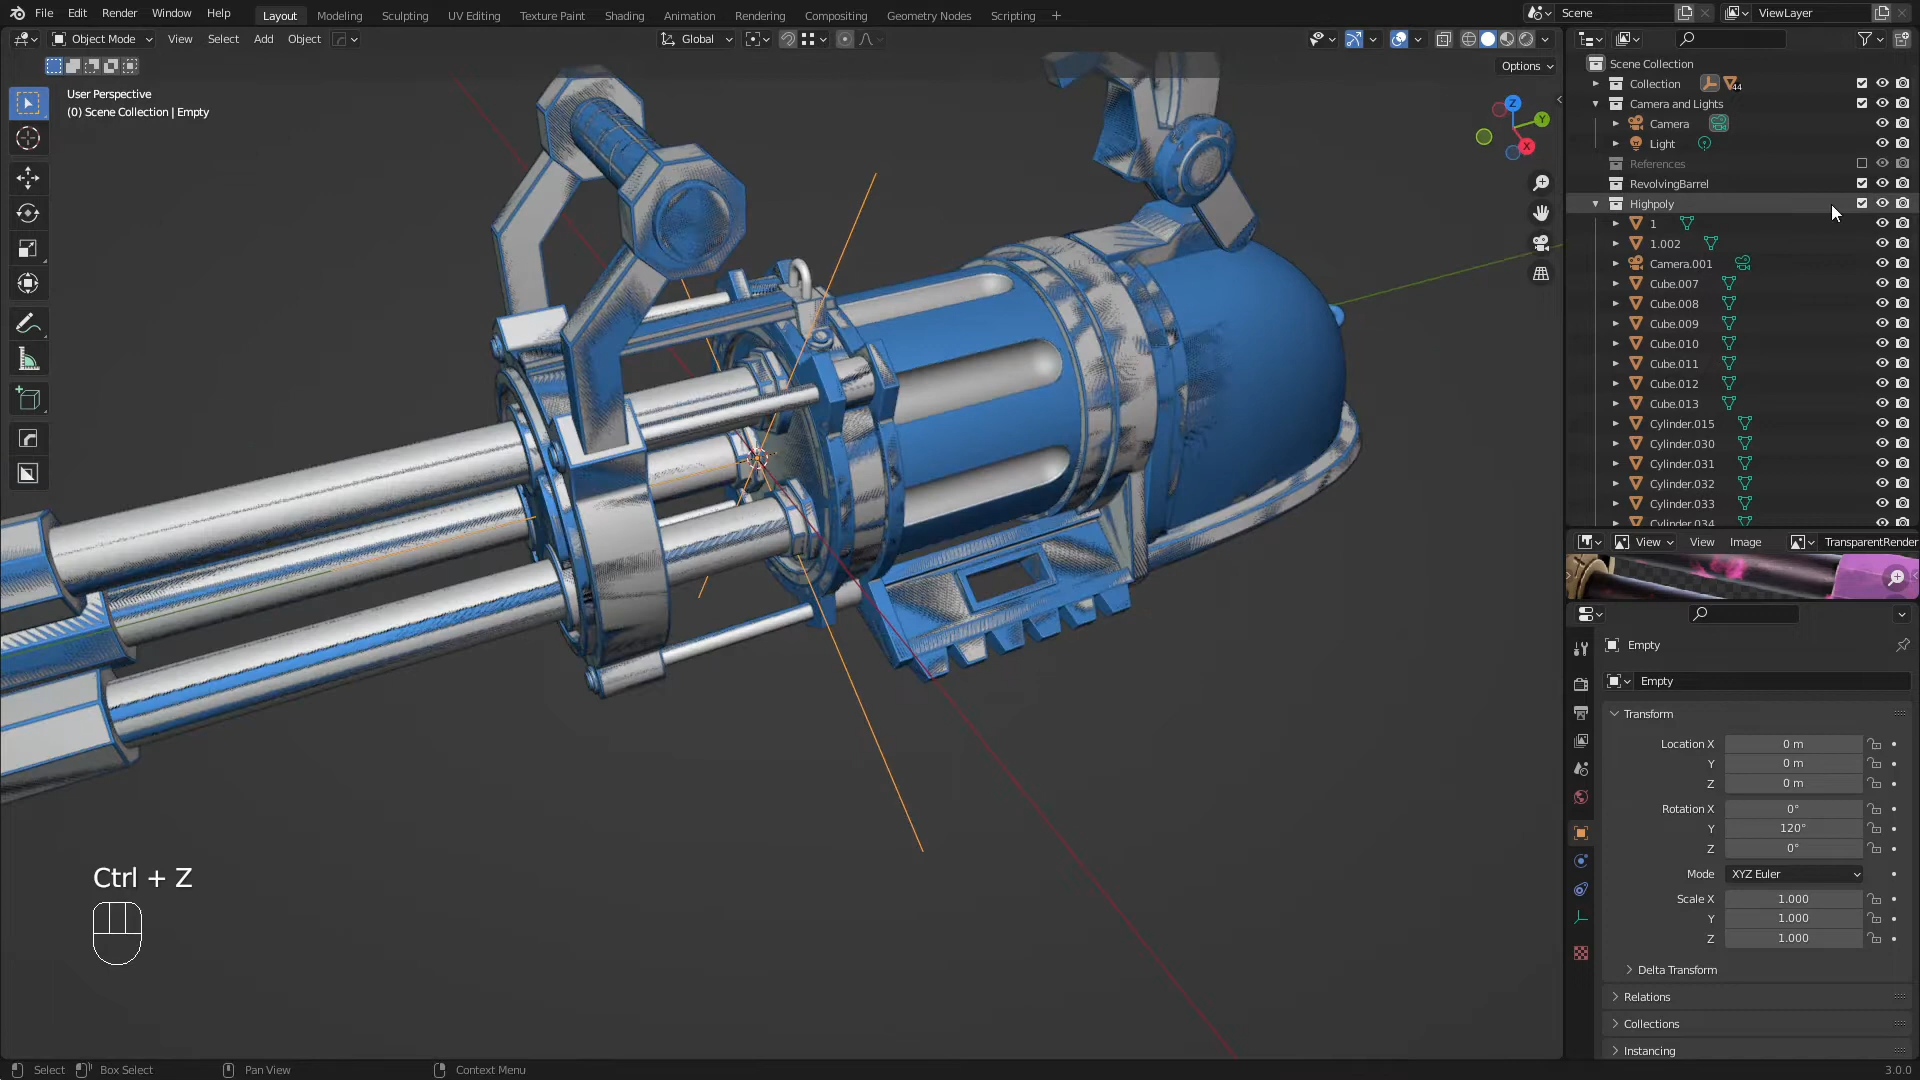 File Edit Render Window Help Layout Modeling Sculpting UV Editing Texture Paint Shading Animation Rendering Compositing Geometry Nodes Scripting + Scene ViewLayer
Object Mode View Select Add Object Global
Options
User Perspective
(0) Scene Collection | Empty
Z
Y
X
Ctrl + Z
Scene Collection
Collection 44
Camera and Lights
Camera
Light
References
RevolvingBarrel
Highpoly
1
1.002
Camera.001
Cube.007
Cube.008
Cube.009
Cube.010
Cube.011
Cube.012
Cube.013
Cylinder.015
Cylinder.030
Cylinder.031
Cylinder.032
Cylinder.033
Cylinder.034
View View Image TransparentRender
Empty
Empty
Transform
Location X 0 m
Y 0 m
Z 0 m
Rotation X 0°
Y 120°
Z 0°
Mode XYZ Euler
Scale X 1.000
Y 1.000
Z 1.000
Delta Transform
Relations
Collections
Instancing
Select Box Select Pan View Context Menu 3.0.0